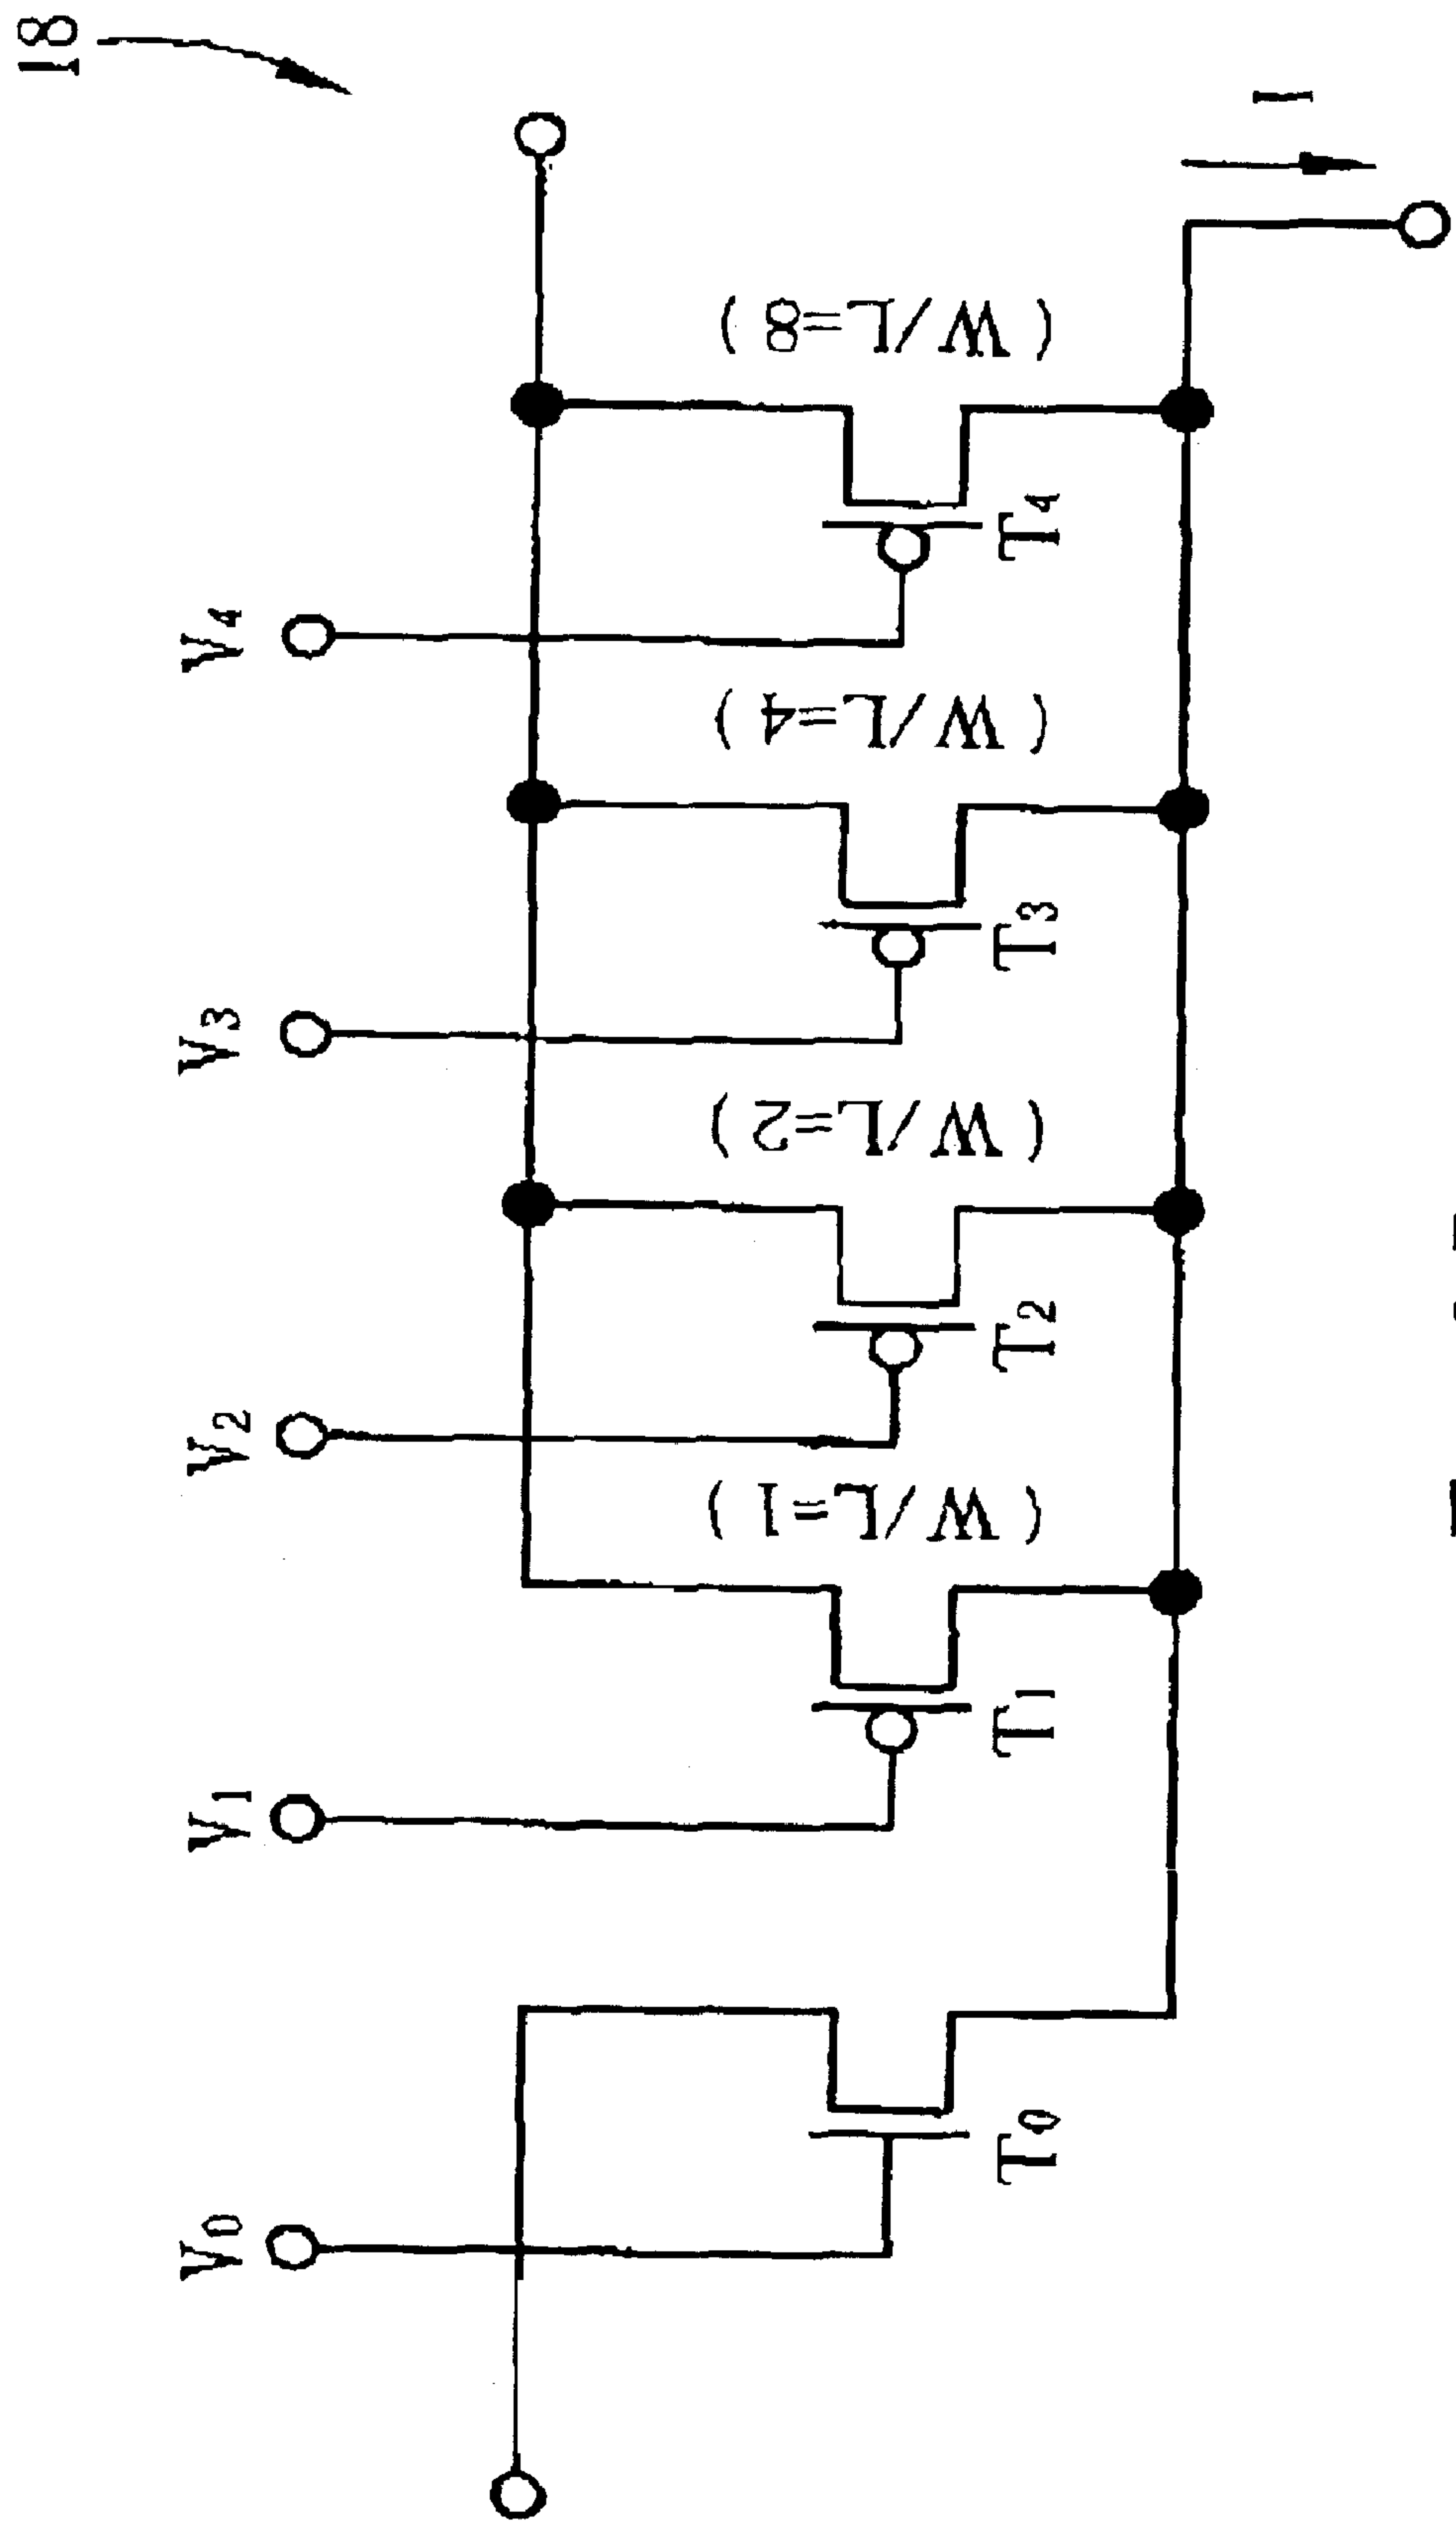 18
V0
V1
V2
V3
V4
(W/L=1)
(W/L=2)
(W/L=4)
(W/L=8)
T0
T1
T2
T3
T4
I